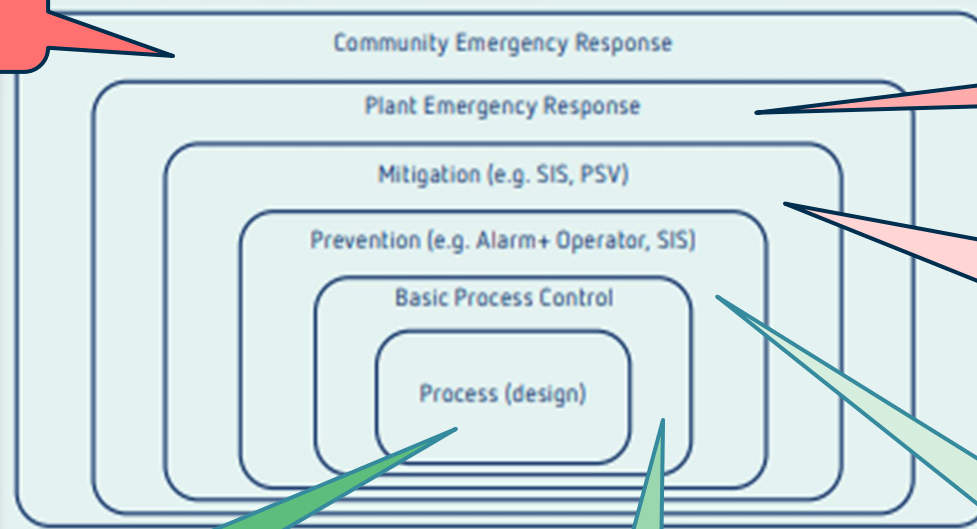 Community Emergency Response
Plant Emergency Response
Mitigation (e.g. SIS, PSV)
Prevention (e.g. Alarm+ Operator, SIS)
Basic Process Control
Process (design)